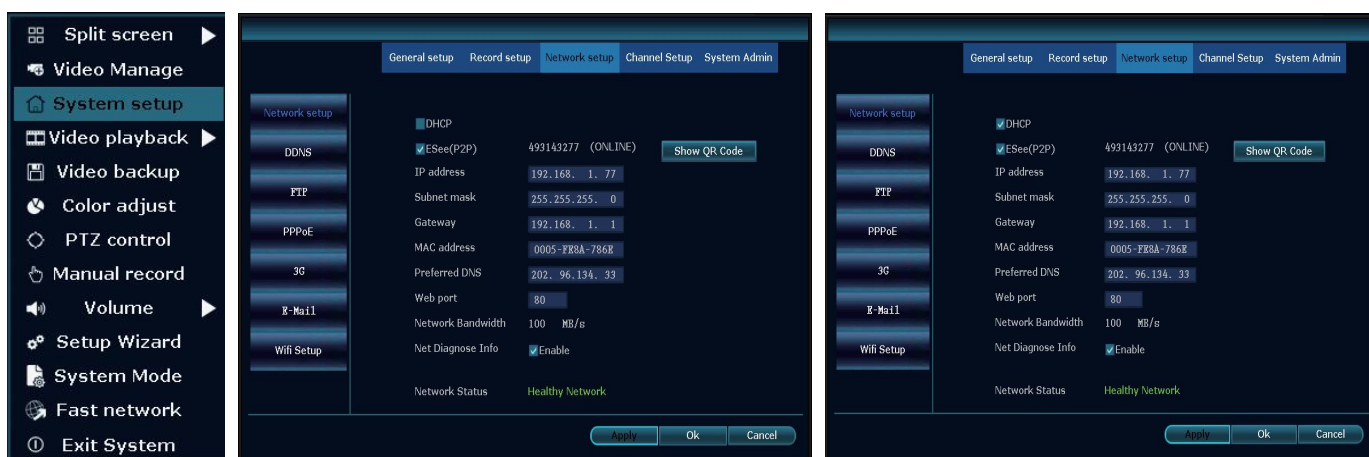 Split screen
Video Manage
System setup
Video playback
Video backup
Color adjust
PTZ control
Manual record
Volume
Setup Wizard
System Mode
Fast network
Exit System
General setup Record setup Network setup Channel Setup System Admin
Network setup
DDNS
FTP
PPPoE
3G
E-Mail
Wifi Setup
DHCP
ESee(P2P) 493143277 (ONLINE) Show QR Code
IP address 192.168. 1. 77
Subnet mask 255.255.255. 0
Gateway 192.168. 1. 1
MAC address 0005-FE8A-786E
Preferred DNS 202. 96.134. 33
Web port 80
Network Bandwidth 100 MB/s
Net Diagnose Info Enable
Network Status Healthy Network
Apply Ok Cancel
General setup Record setup Network setup Channel Setup System Admin
Network setup
DDNS
FTP
PPPoE
3G
E-Mail
Wifi Setup
DHCP
ESee(P2P) 493143277 (ONLINE) Show QR Code
IP address 192.168. 1. 77
Subnet mask 255.255.255. 0
Gateway 192.168. 1. 1
MAC address 0005-FE8A-786E
Preferred DNS 202. 96.134. 33
Web port 80
Network Bandwidth 100 MB/s
Net Diagnose Info Enable
Network Status Healthy Network
Apply Ok Cancel